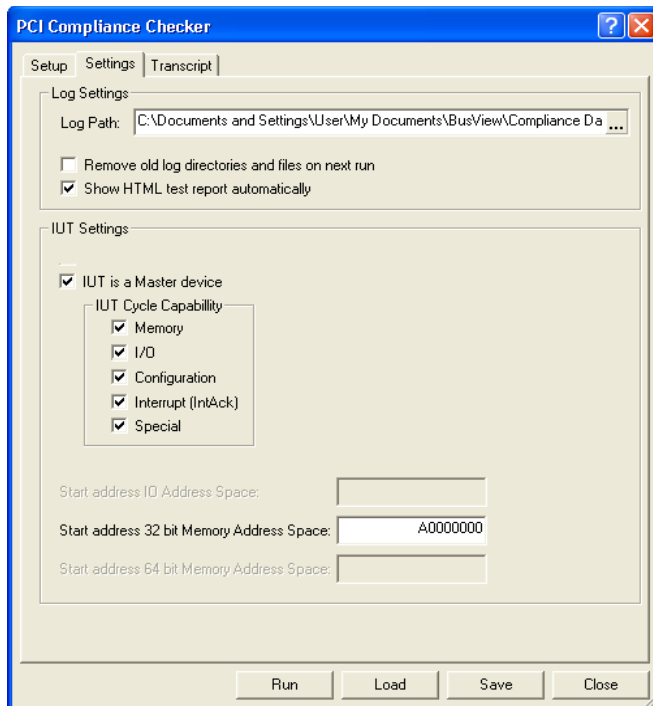 PCI Compliance Checker
Setup Settings Transcript
Log Settings
Log Path: C:\Documents and Settings\User\My Documents\BusView\Compliance Da ...
Remove old log directories and files on next run
Show HTML test report automatically
IUT Settings
IUT is a Master device
IUT Cycle Capabillity
Memory
I/O
Configuration
Interrupt (IntAck)
Special
Start address IO Address Space:
Start address 32 bit Memory Address Space: A0000000
Start address 64 bit Memory Address Space:
Run Load Save Close